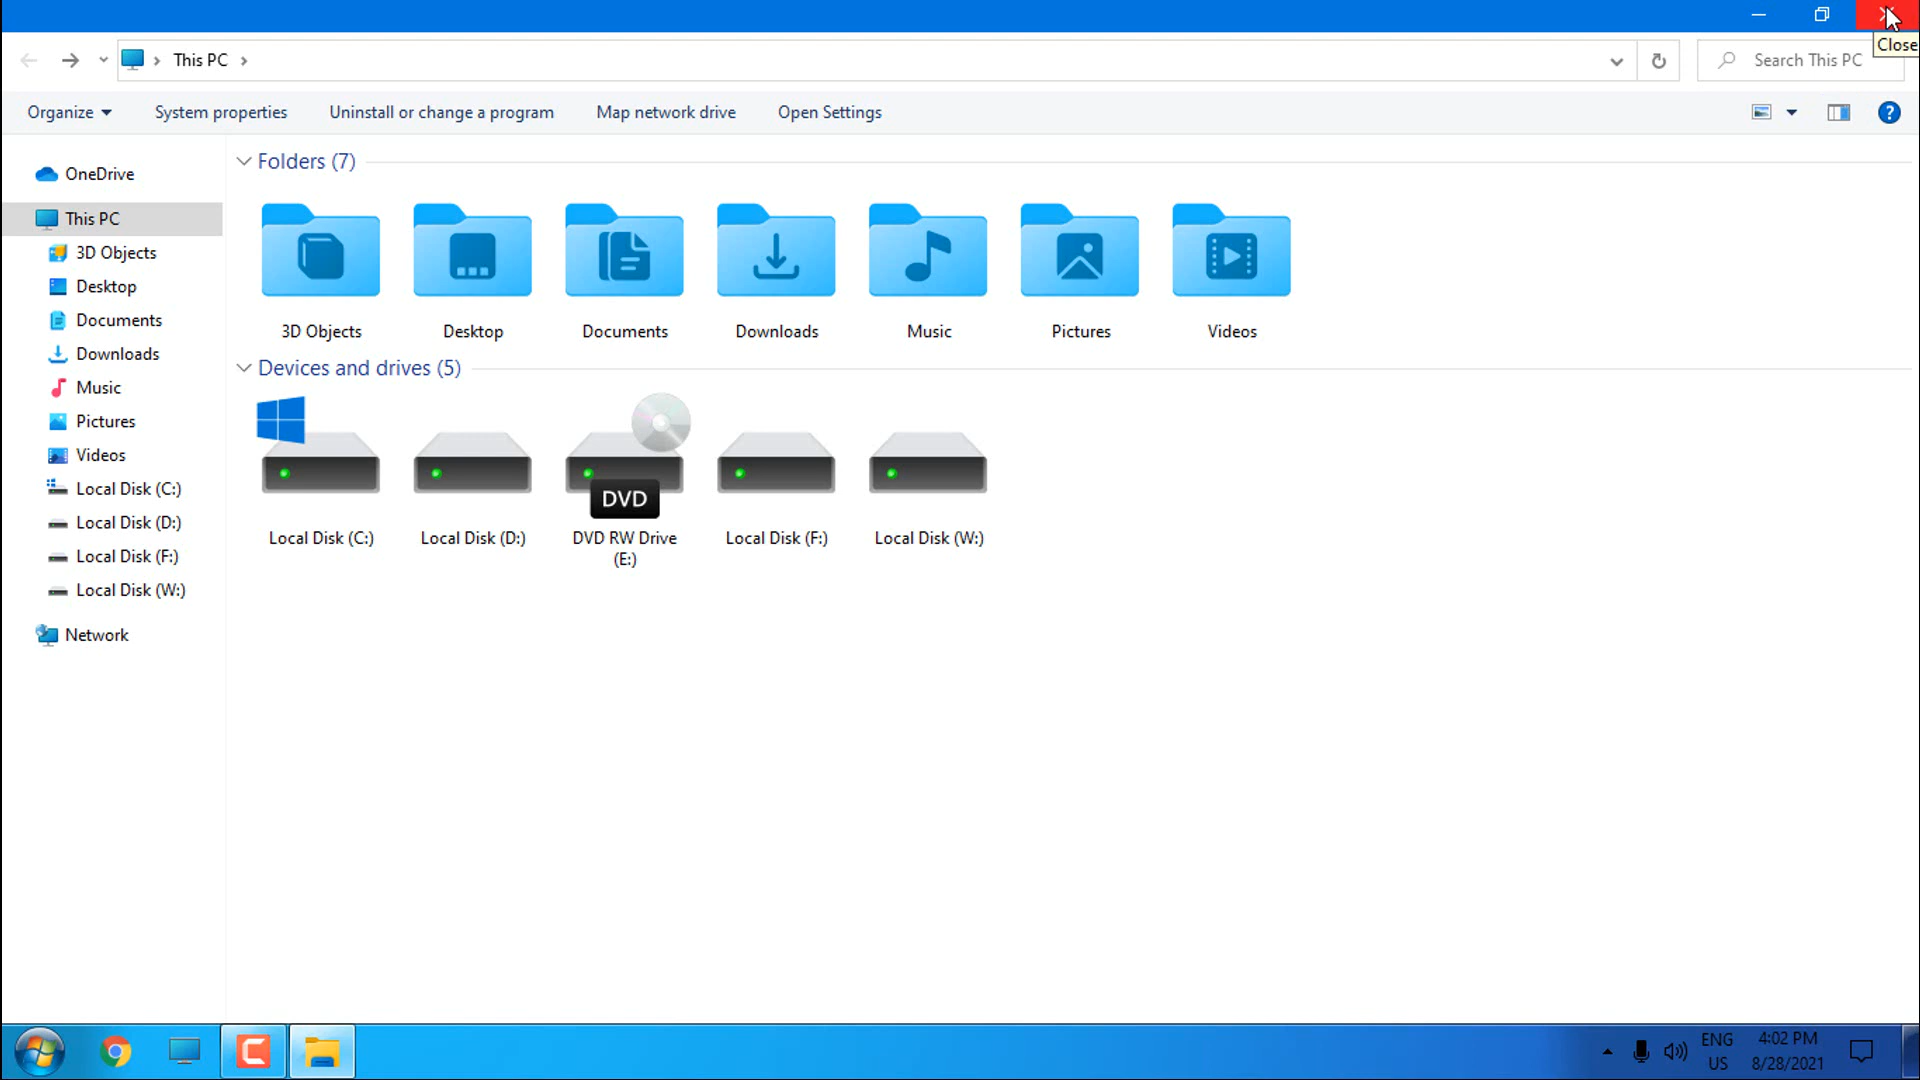 Close
This PC
Search This PC
Organize
System properties
Uninstall or change a program
Map network drive
Open Settings
?
OneDrive
This PC
3D Objects
Desktop
Documents
Downloads
Music
Pictures
Videos
Local Disk (C:)
Local Disk (D:)
Local Disk (F:)
Local Disk (W:)
Network
Folders (7)
3D Objects
Desktop
Documents
Downloads
Music
Pictures
Videos
Devices and drives (5)
DVD
Local Disk (C:)
Local Disk (D:)
DVD RW Drive
(E:)
Local Disk (F:)
Local Disk (W:)
ENG
US
4:02 PM
8/28/2021